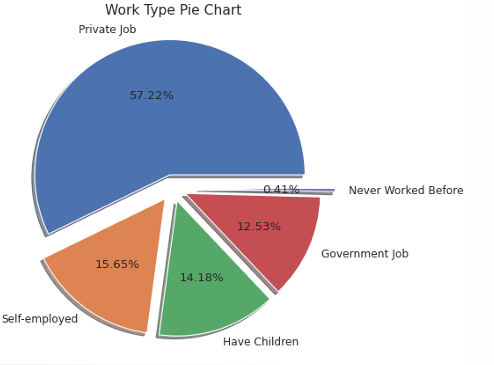 Work Type Pie Chart
Private Job
57.22%
0.41%
Never Worked Before
12.53%
Government Job
15.65%
14.18%
Self-employed
Have Children